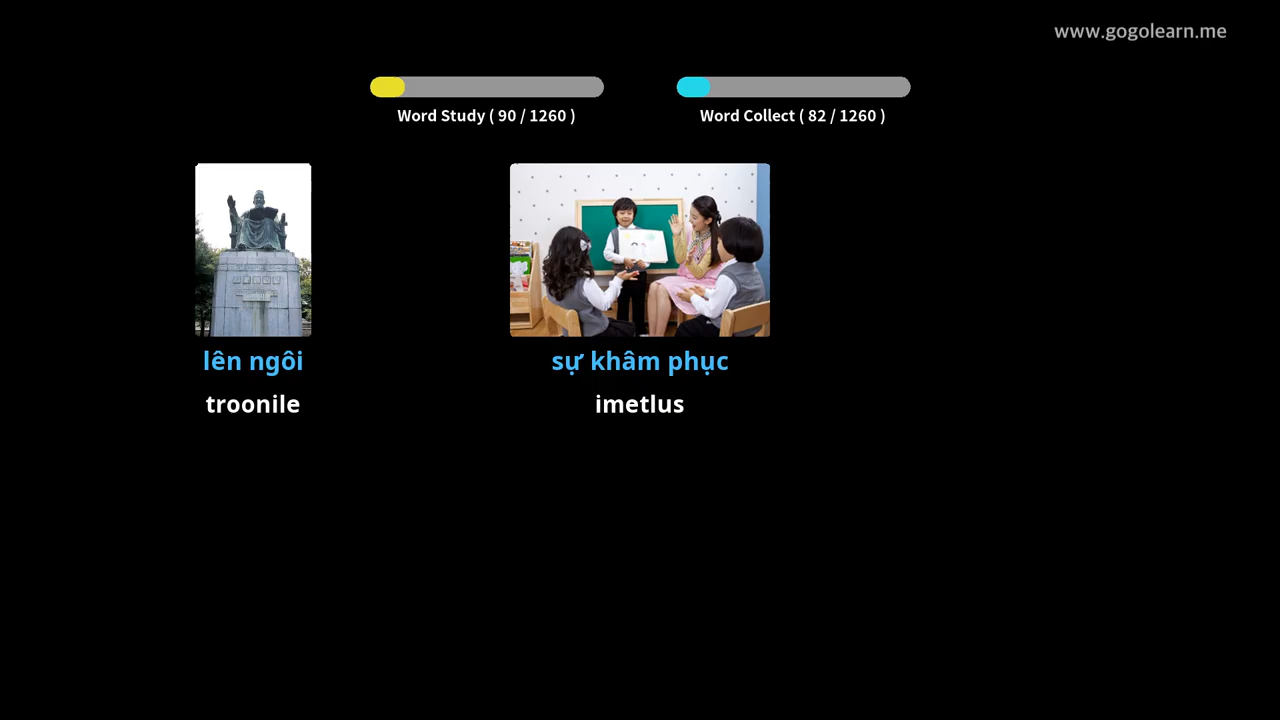 www.gogolearn.me
Word Study ( 90 / 1260 )
Word Collect ( 82 / 1260 )
lên ngôi
troonile
sự khâm phục
imetlus